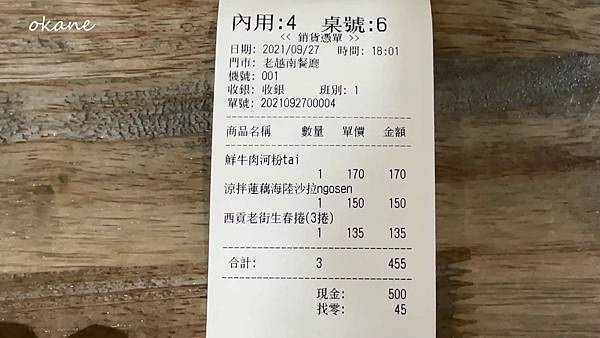 okane
內用:4 桌號:6
<< 銷貨憑單 >>
日期: 2021/09/27 時間: 18:01
門市: 老越南餐廳
機號: 001
收銀: 收銀 班別: 1
單號: 2021092700004
商品名稱 數量 單價 金額
鮮牛肉河粉tai
1 170 170
涼拌蓮藕海陸沙拉ngosen
1 150 150
西貢老街生春捲(3捲)
1 135 135
合計: 3 455
現金: 500
找零: 45